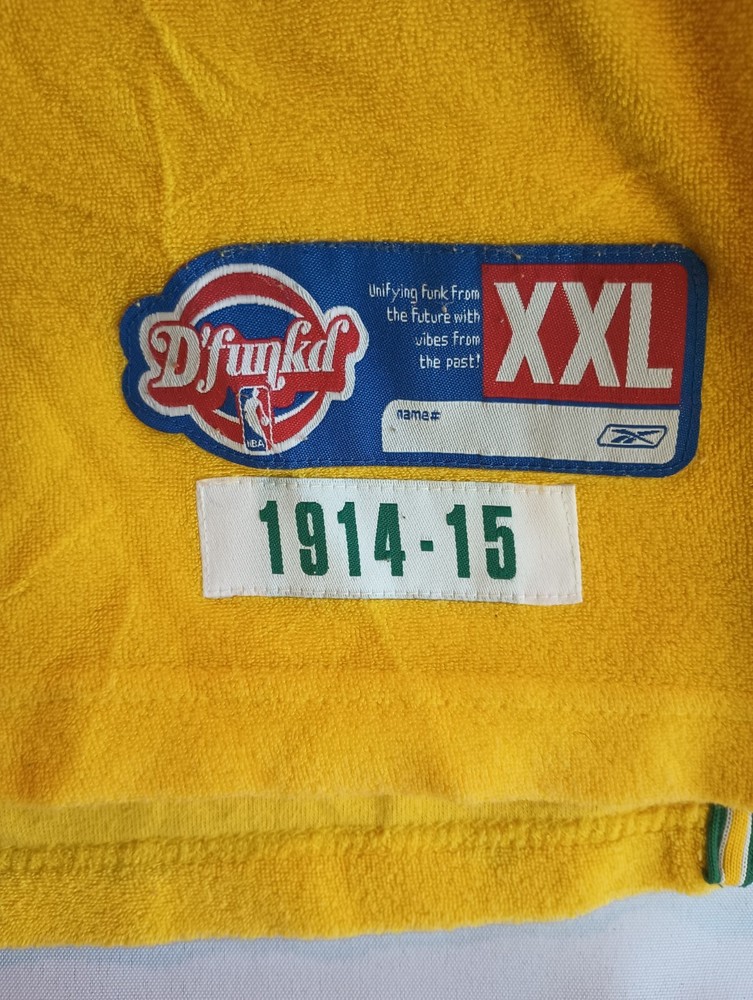 D'funkd
NBA
Unifying funk from
the future with
vibes from
the past!
XXL
name#
1914-15